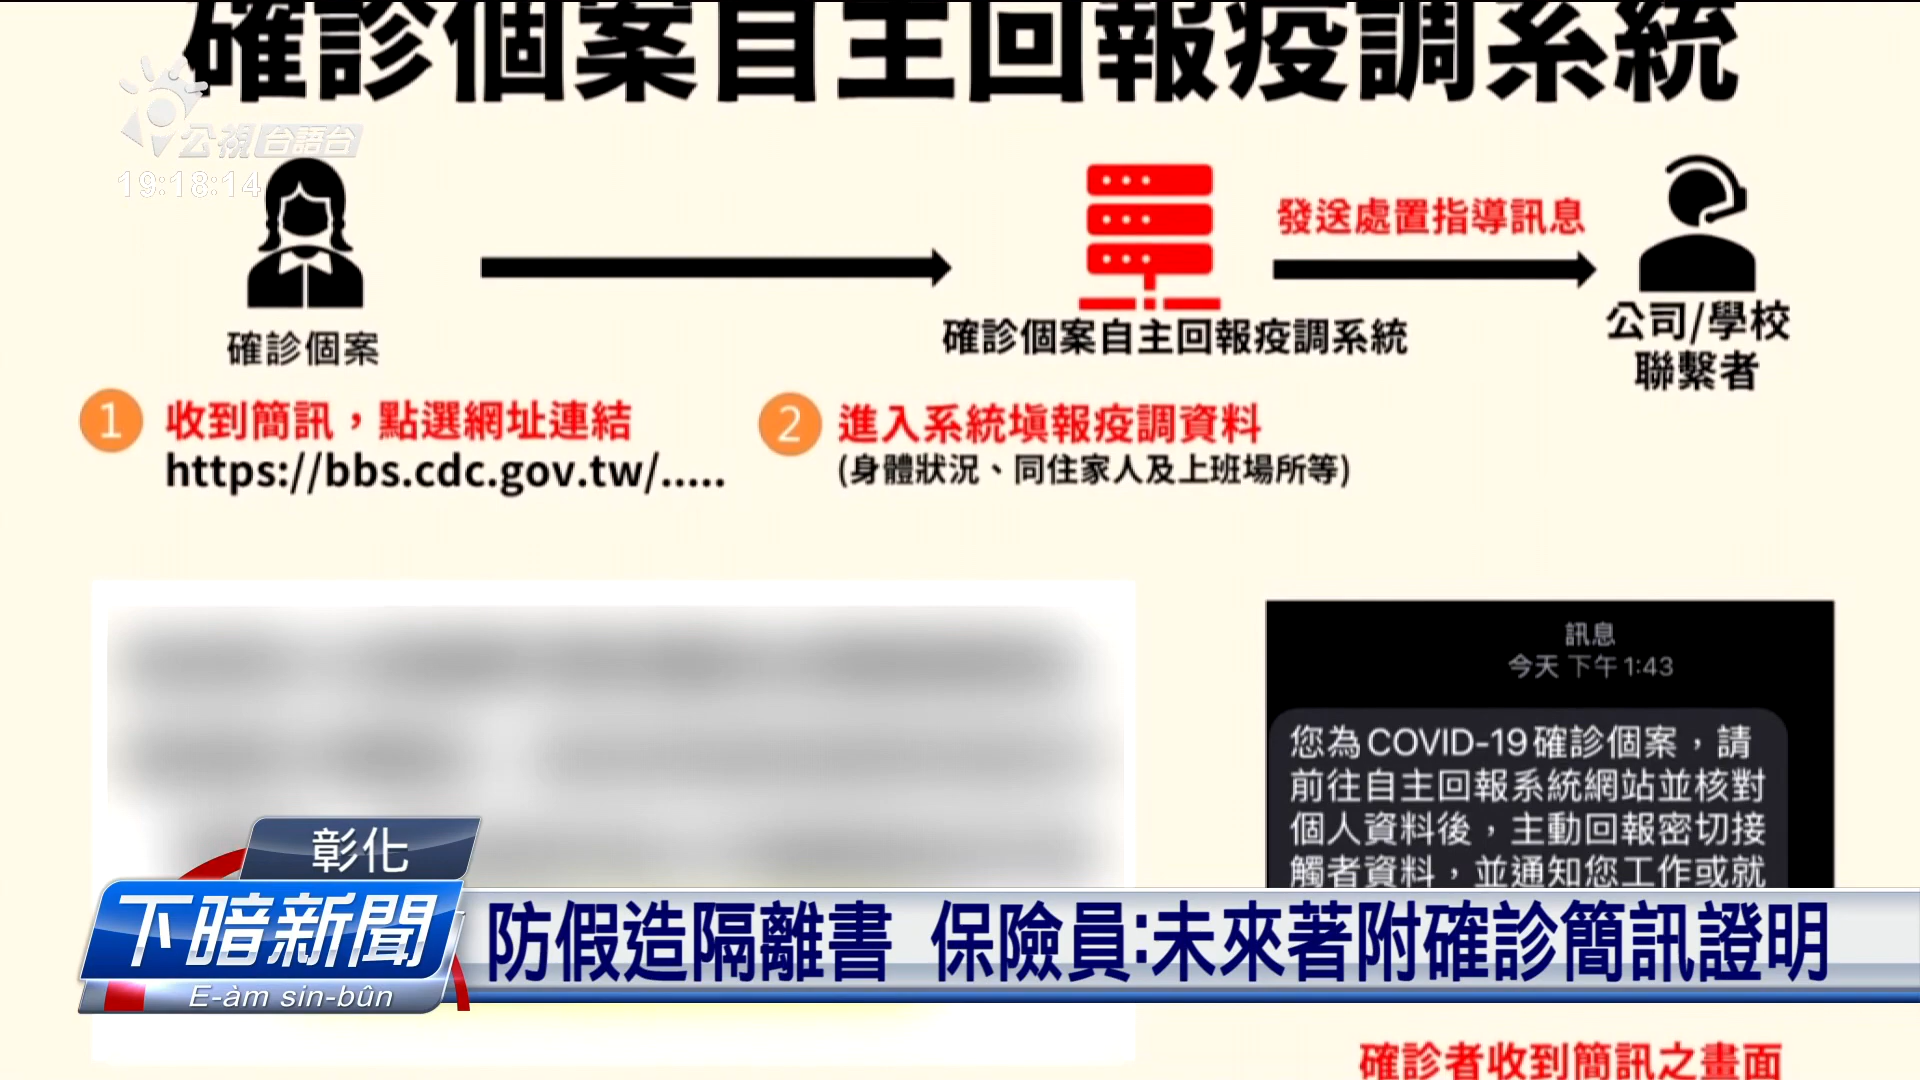 確診個案自主回報疫調系統
公視台語台
19:18:14
發送處置指導訊息
確診個案
確診個案自主回報疫調系統
公司/學校
聯繫者
1 收到簡訊，點選網址連結
https://bbs.cdc.gov.tw/.....
2 進入系統填報疫調資料
(身體狀況、同住家人及上班場所等)
訊息
今天 下午1:43
您為COVID-19確診個案，請
前往自主回報系統網站並核對
個人資料後，主動回報密切接
觸者資料，並通知您工作或就
彰化
下暗新聞
E-àm sin-bûn
防假造隔離書 保險員:未來著附確診簡訊證明
確診者收到簡訊之畫面